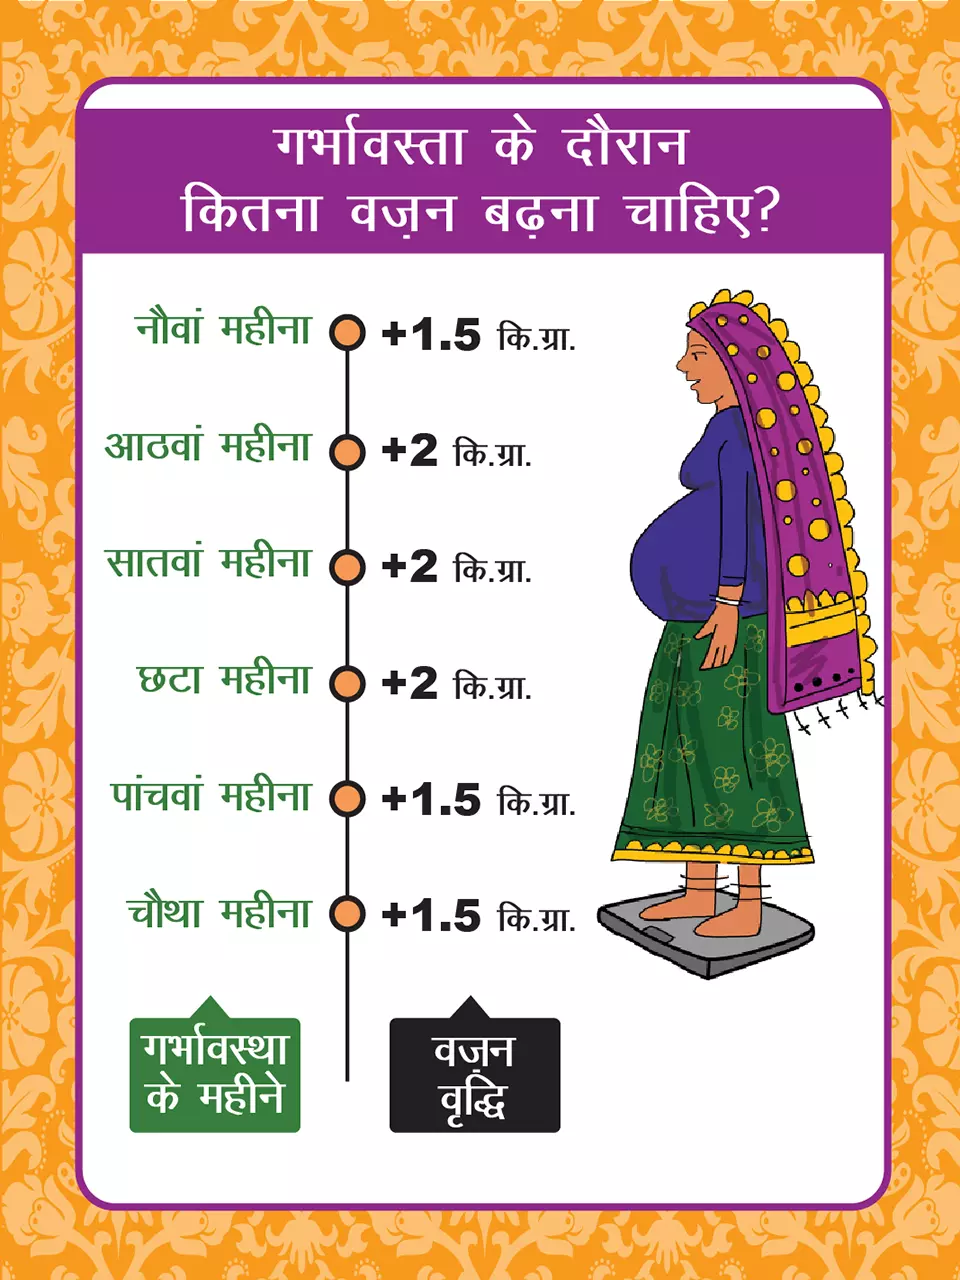 गर्भावस्ता के दौरान
कितना वज़न बढ़ना चाहिए?
नौवां महीना +1.5 कि.ग्रा.
आठवां महीना +2 कि.ग्रा.
सातवां महीना +2 कि.ग्रा.
छटा महीना +2 कि.ग्रा.
पांचवां महीना +1.5 कि.ग्रा.
चौथा महीना +1.5 कि.ग्रा.
गर्भावस्था
के महीने
वज़न
वृद्धि